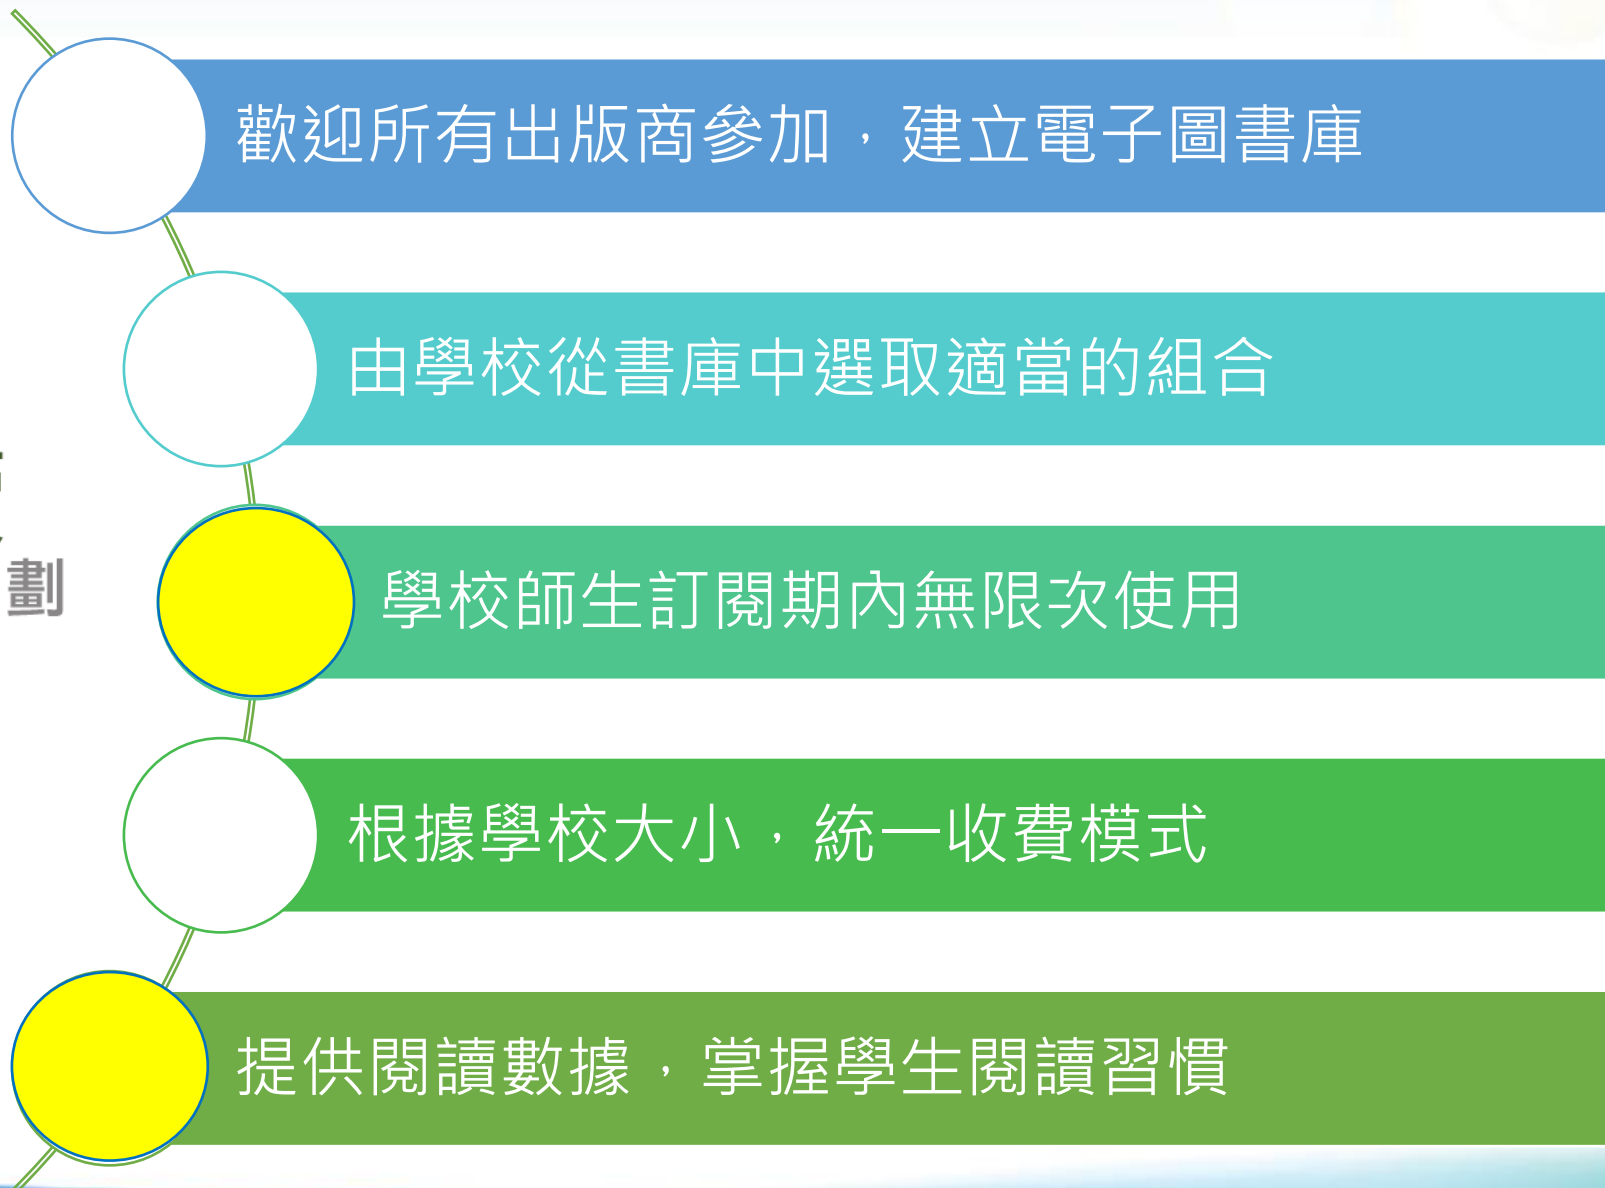 歡迎所有出版商參加，建立電子圖書庫
由學校從書庫中選取適當的組合
劃
學校師生訂閱期內無限次使用
根據學校大小，統一收費模式
提供閱讀數據，掌握學生閱讀習慣